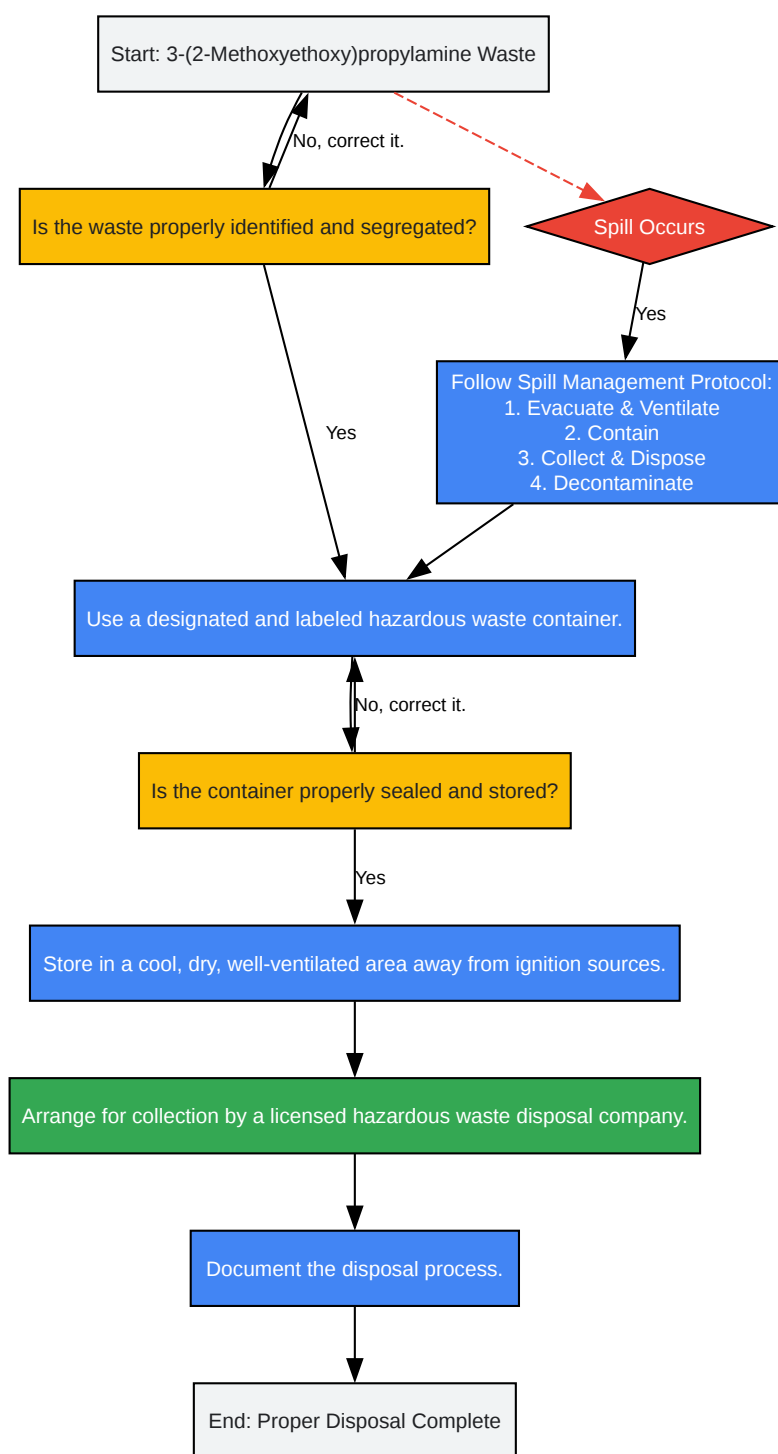 Start: 3-(2-Methoxyethoxy)propylamine Waste
No, correct it.
Is the waste properly identified and segregated?
Spill Occurs
Yes
Follow Spill Management Protocol:
1. Evacuate & Ventilate
2. Contain
3. Collect & Dispose
4. Decontaminate
Yes
Use a designated and labeled hazardous waste container.
No, correct it.
Is the container properly sealed and stored?
Yes
Store in a cool, dry, well-ventilated area away from ignition sources.
Arrange for collection by a licensed hazardous waste disposal company.
Document the disposal process.
End: Proper Disposal Complete